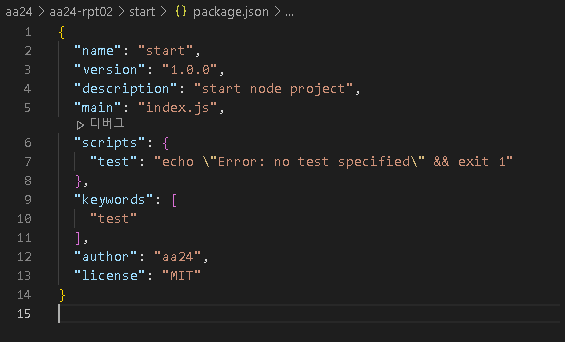 aa24 > aa24-rpt02 > start > {} package.json > ...
1 {
2 "name": "start",
3 "version": "1.0.0",
4 "description": "start node project",
5 "main": "index.js",
▷ 디버그
6 "scripts": {
7 "test": "echo \"Error: no test specified\" && exit 1"
8 },
9 "keywords": [
10 "test"
11 ],
12 "author": "aa24",
13 "license": "MIT"
14 }
15